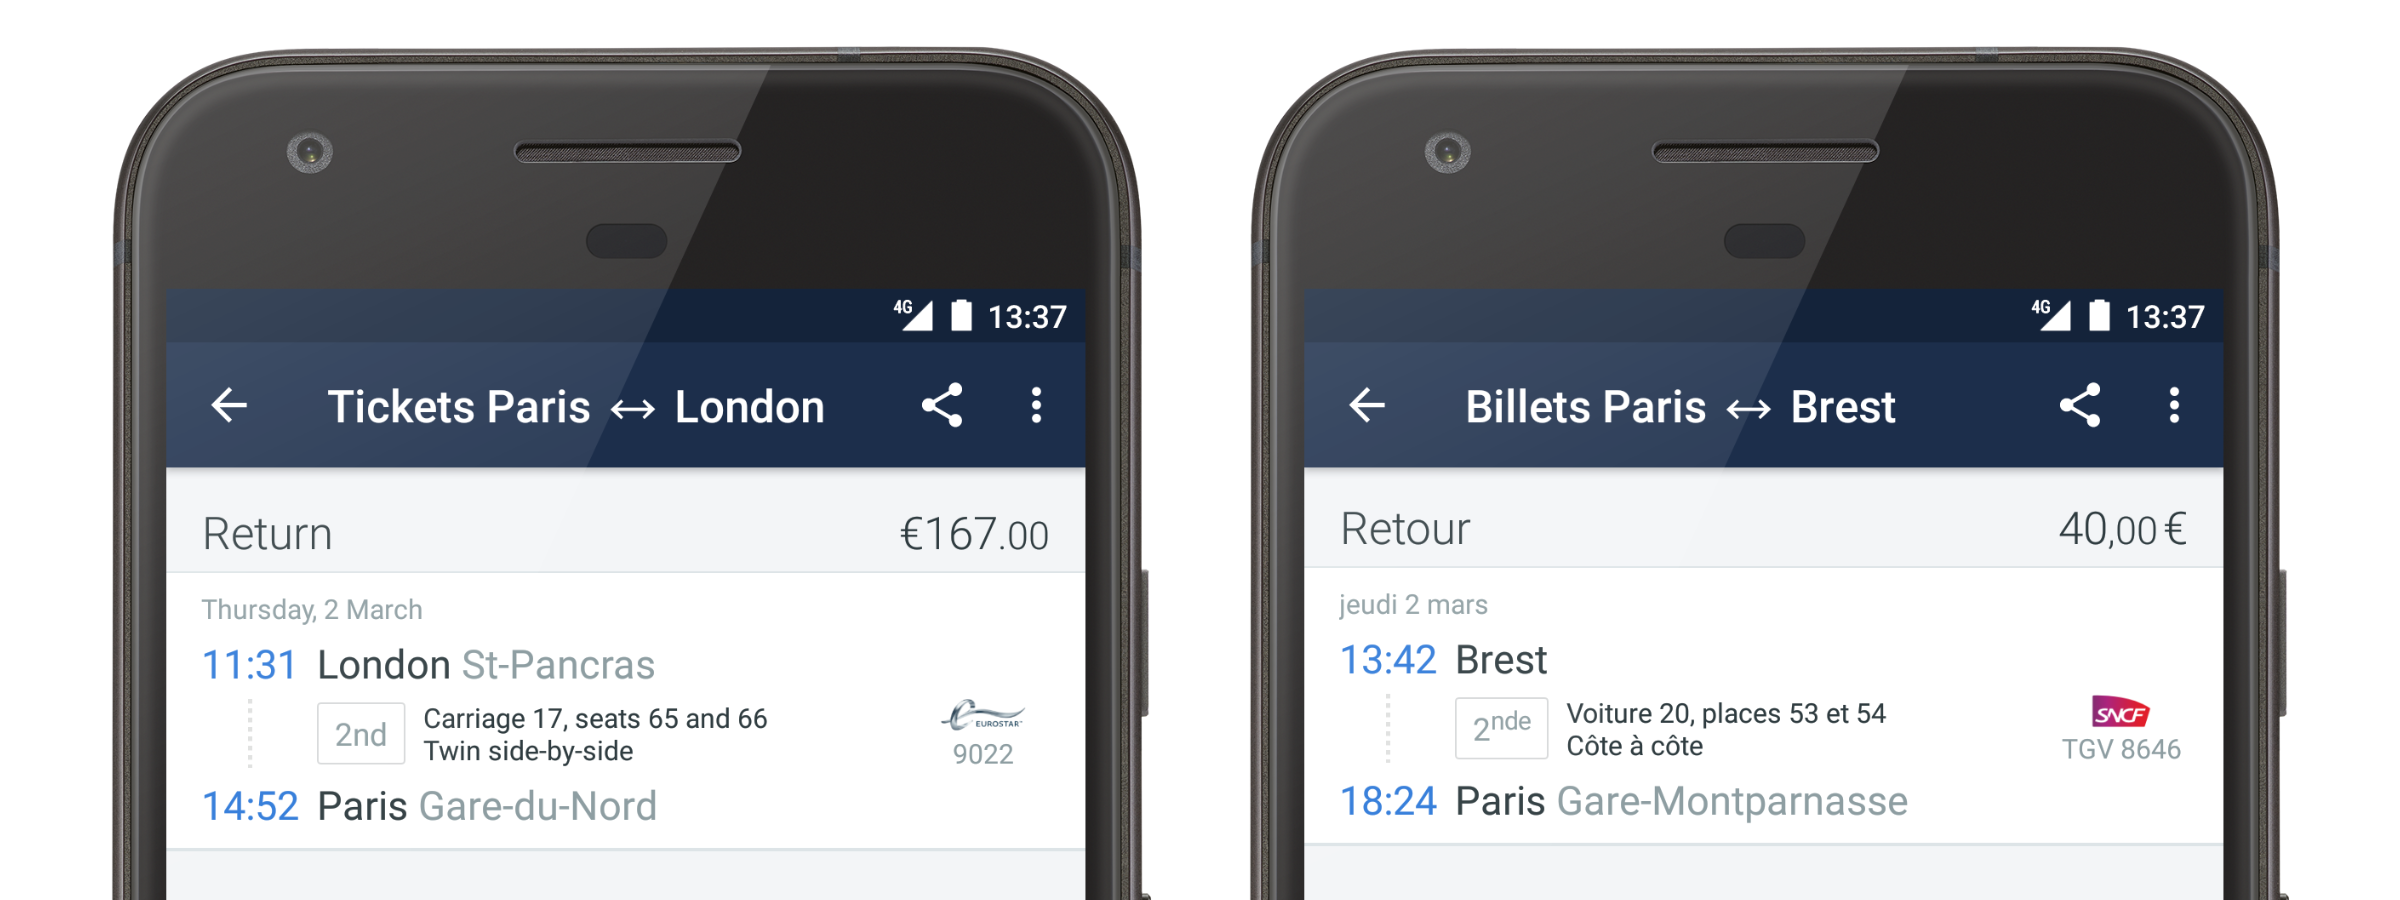 4G 13:37
Tickets Paris ↔ London
Return €167.00
Thursday, 2 March
11:31 London St-Pancras
2nd Carriage 17, seats 65 and 66
Twin side-by-side
EUROSTAR
9022
14:52 Paris Gare-du-Nord
4G 13:37
Billets Paris ↔ Brest
Retour 40,00 €
jeudi 2 mars
13:42 Brest
2nde Voiture 20, places 53 et 54
Côte à côte
SNCF
TGV 8646
18:24 Paris Gare-Montparnasse